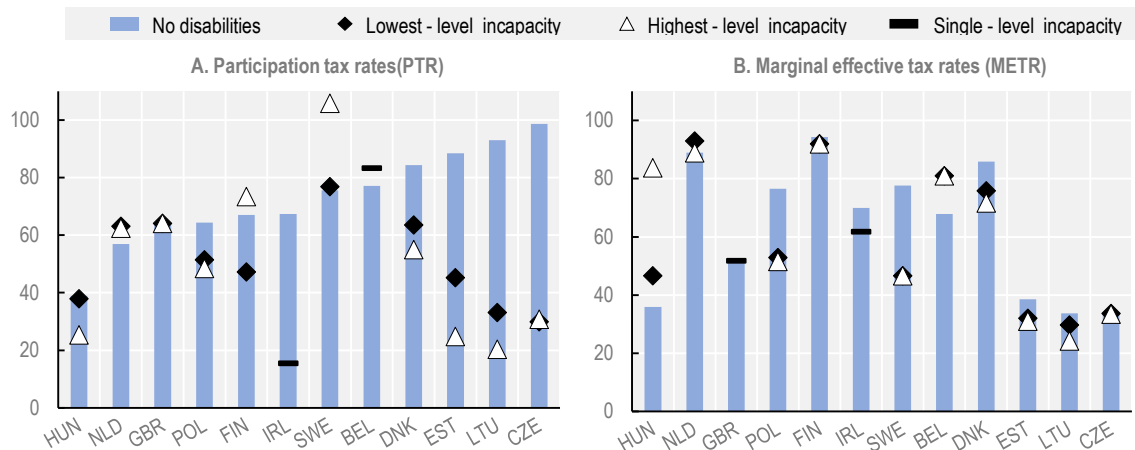 No disabilities Lowest - level incapacity Highest - level incapacity Single - level incapacity
A. Participation tax rates(PTR)
100
80
60
40
20
0
HUN NLD GBR POL FIN IRL SWE BEL DNK EST LTU CZE
B. Marginal effective tax rates (METR)
100
80
60
40
20
0
HUN NLD GBR POL FIN IRL SWE BEL DNK EST LTU CZE